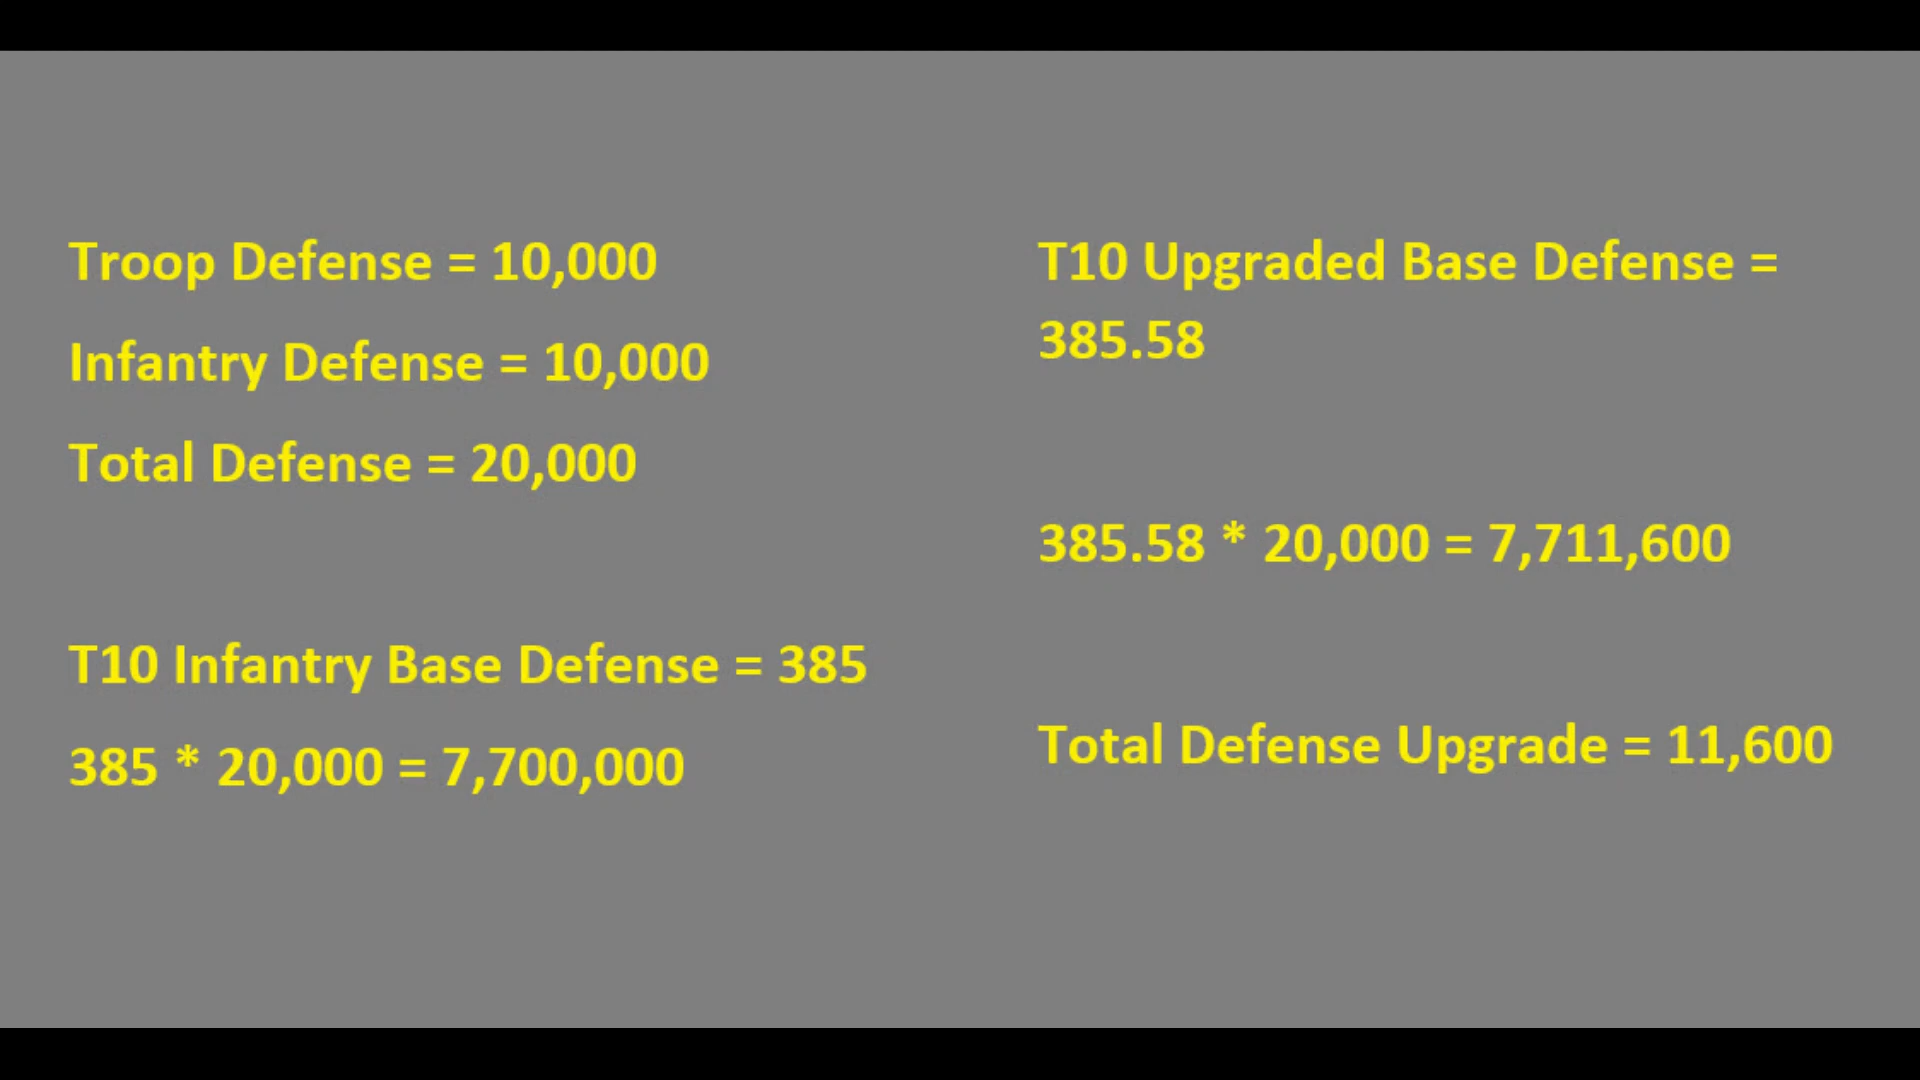 Troop Defense = 10,000
Infantry Defense = 10,000
Total Defense = 20,000
T10 Infantry Base Defense = 385
385 * 20,000 = 7,700,000
T10 Upgraded Base Defense =
385.58
385.58 * 20,000 = 7,711,600
Total Defense Upgrade = 11,600